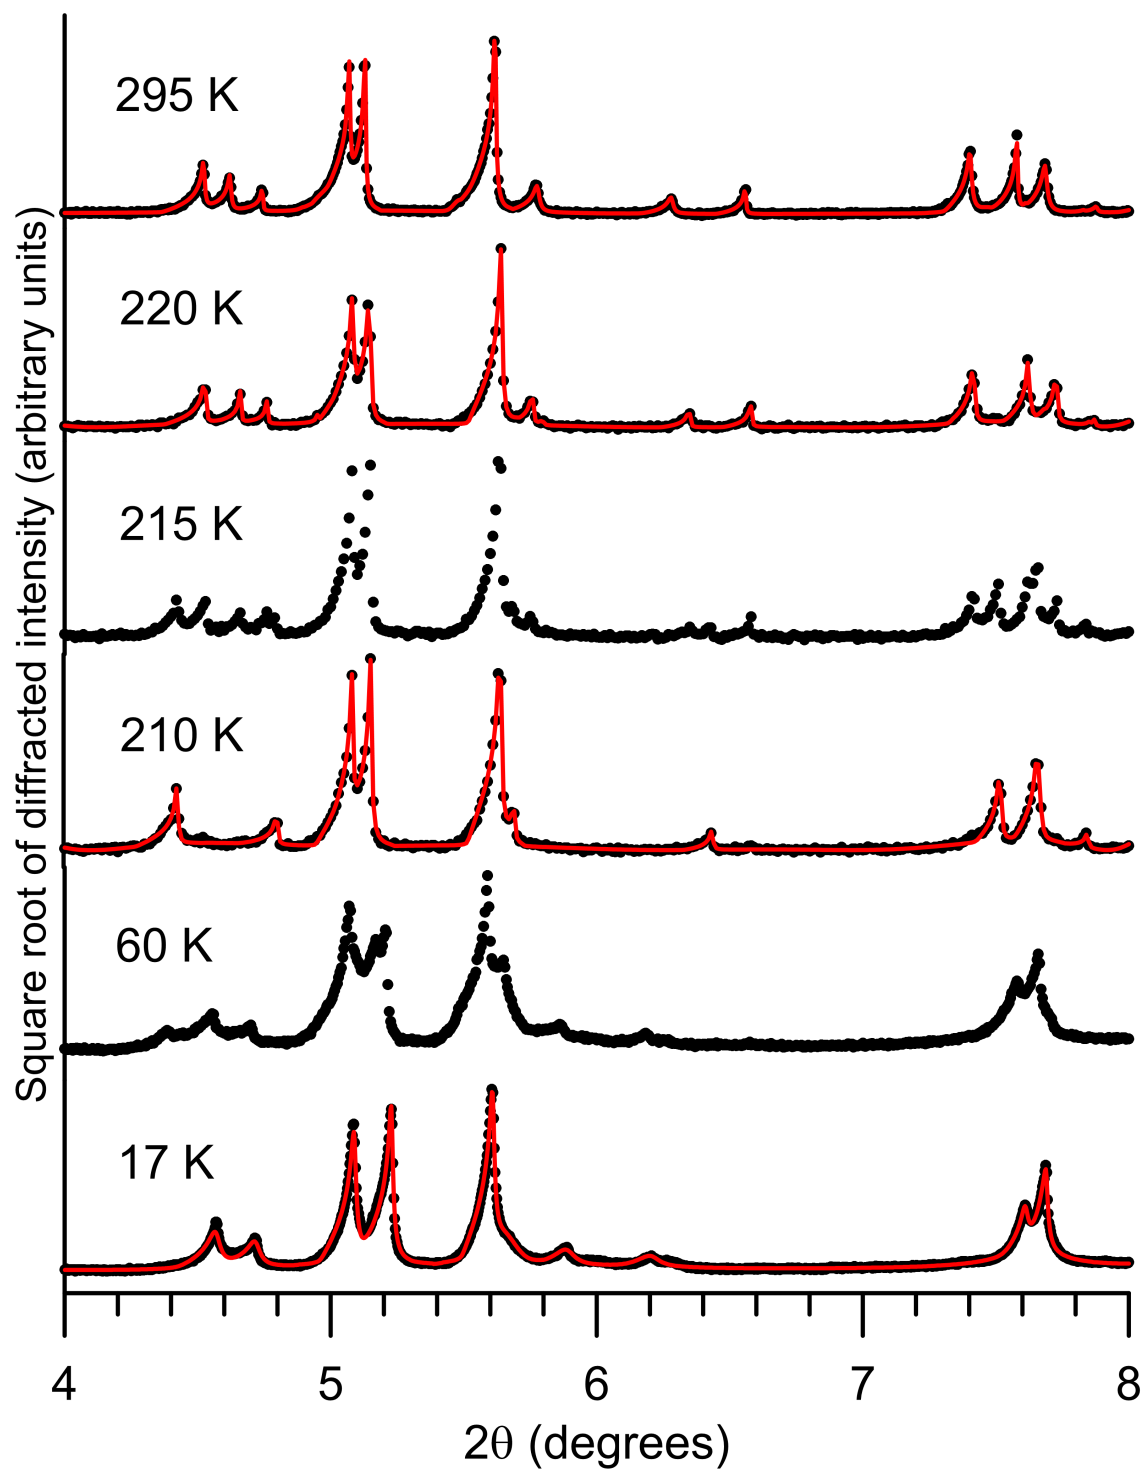 295 K
220 K
215 K
210 K
60 K
17 K
Square root of diffracted intensity (arbitrary units)
4 5 6 7 8
2θ (degrees)